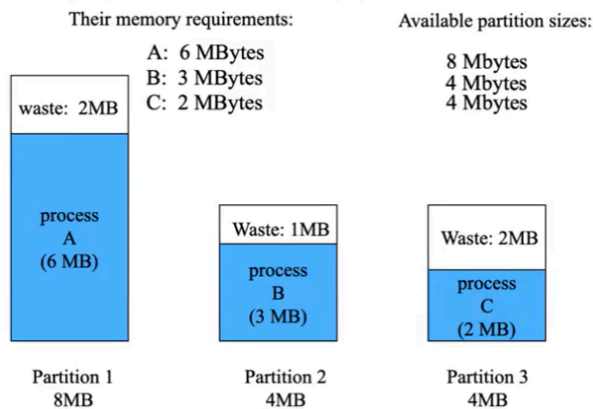 Their memory requirements:
A: 6 MBytes
B: 3 MBytes
C: 2 MBytes
Available partition sizes:
8 Mbytes
4 Mbytes
4 Mbytes
waste: 2MB
process
A
(6 MB)
Partition 1
8MB
Waste: 1MB
process
B
(3 MB)
Partition 2
4MB
Waste: 2MB
process
C
(2 MB)
Partition 3
4MB